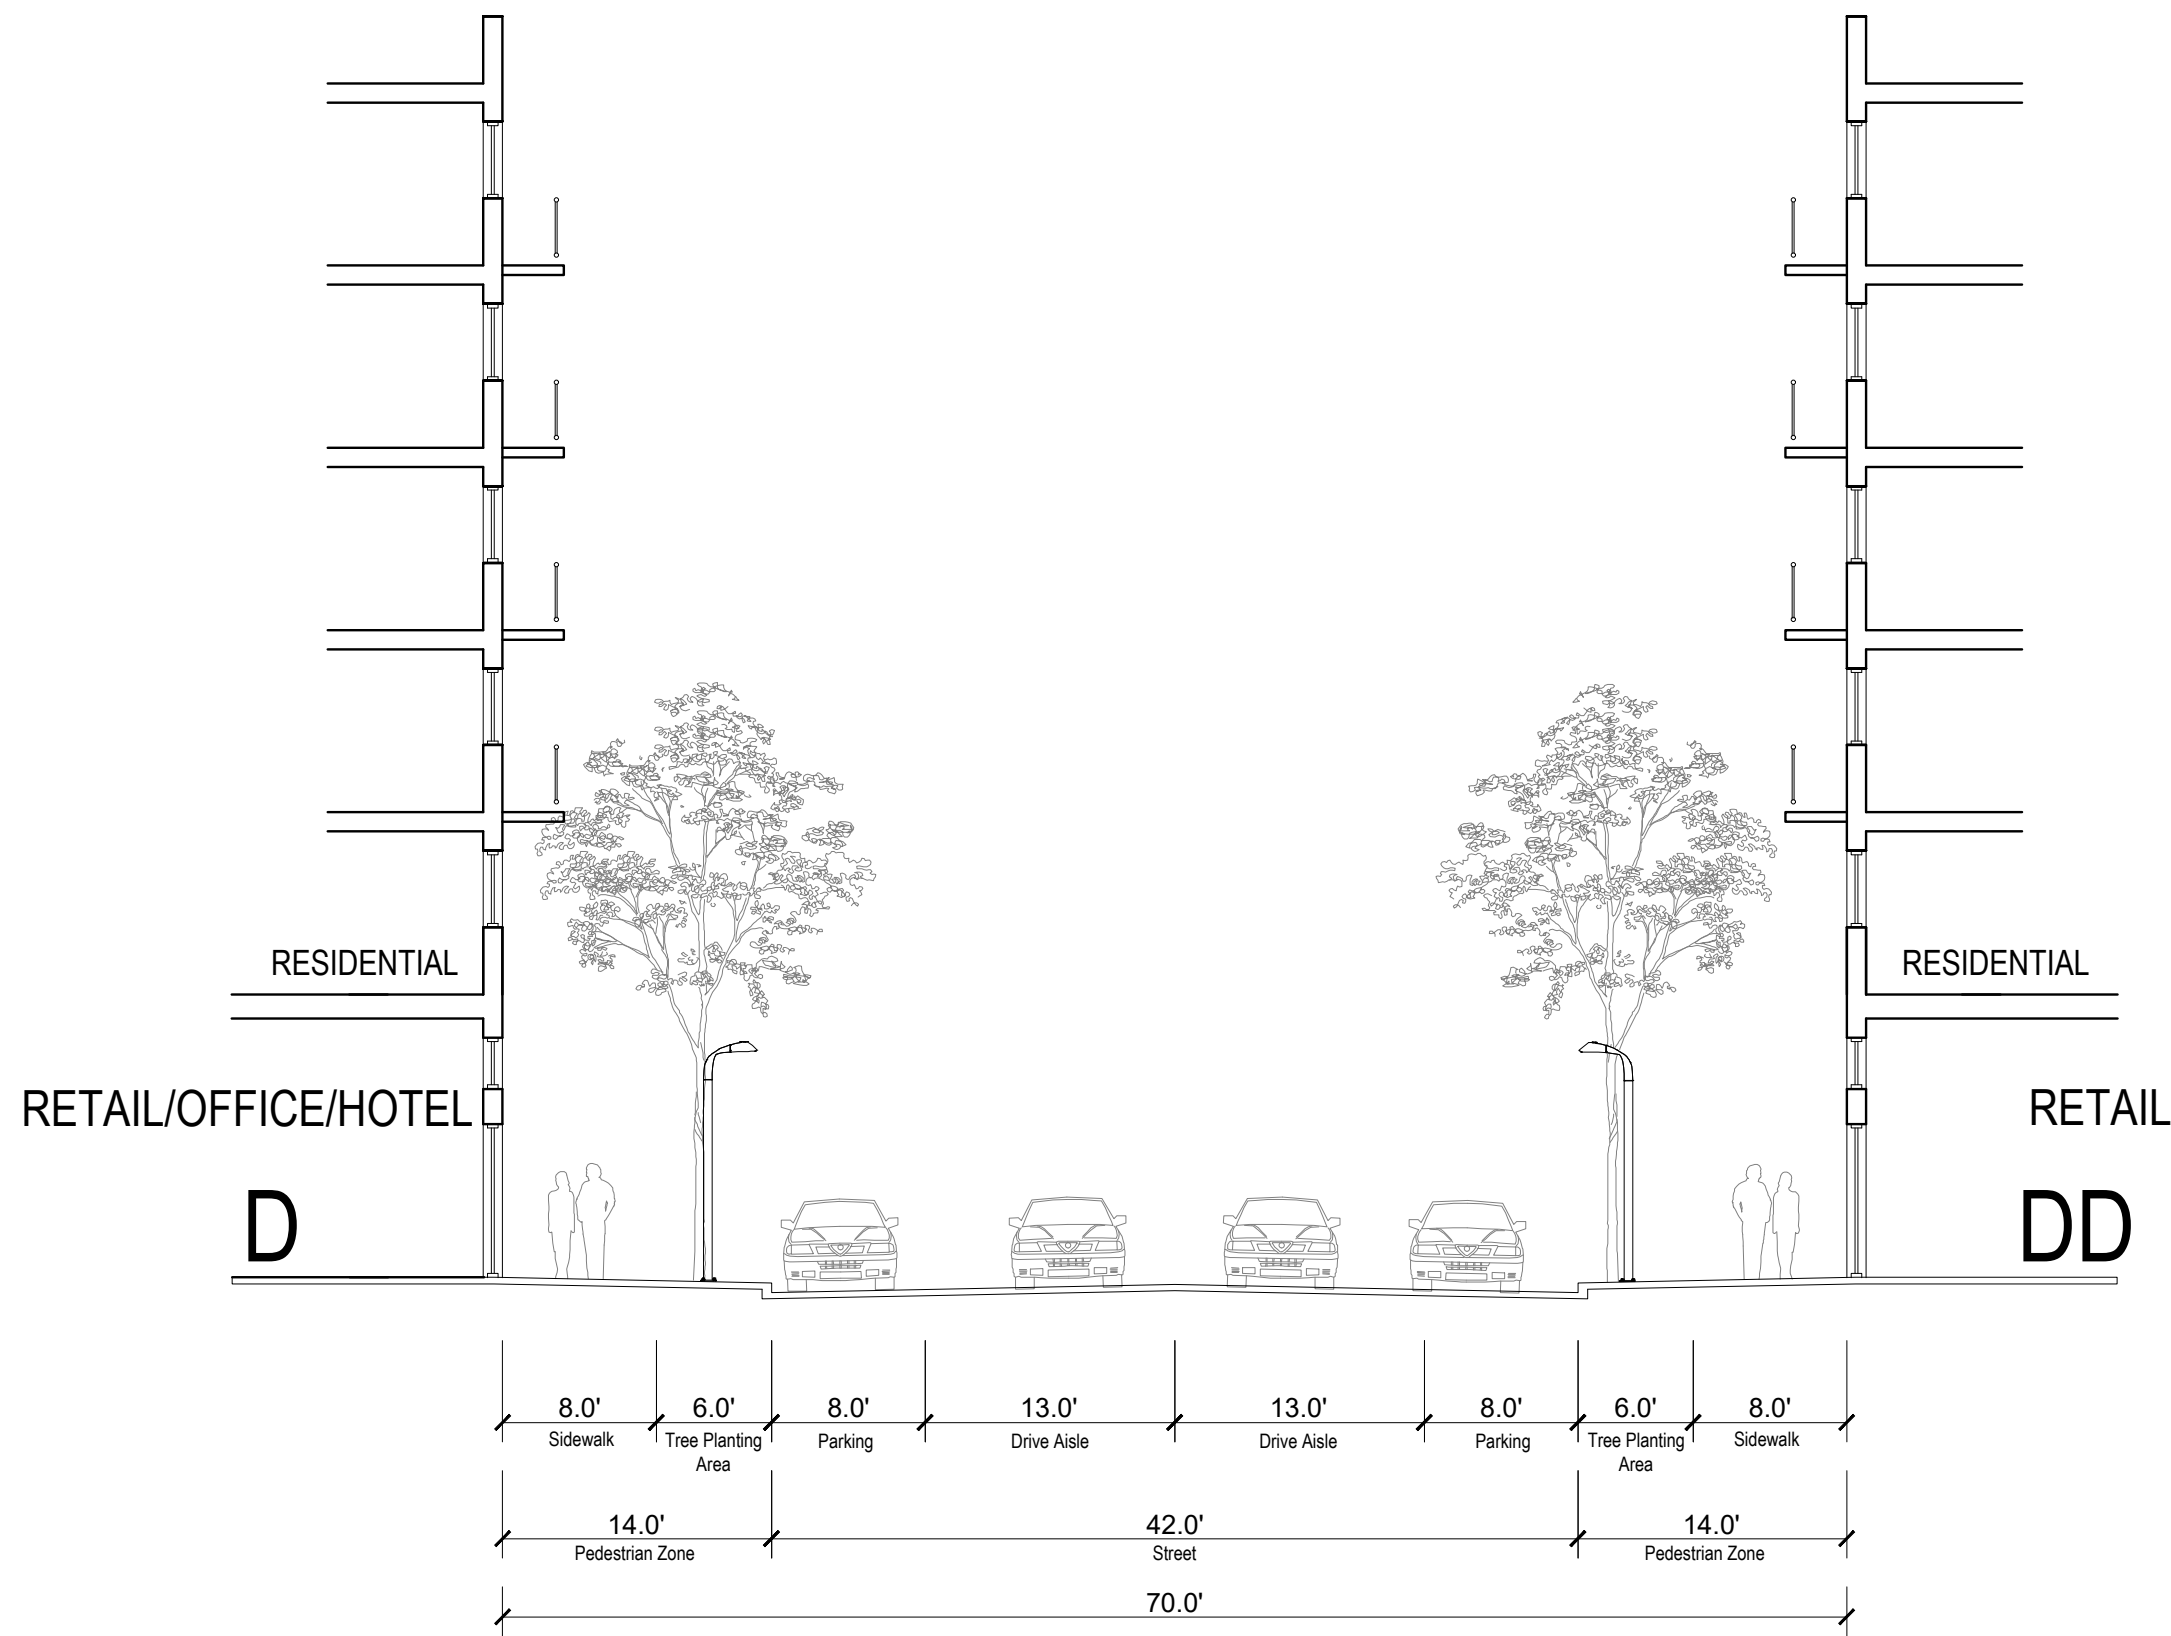 RESIDENTIAL
RESIDENTIAL
RETAIL/OFFICE/HOTEL
RETAIL
D
DD
8.0' 6.0' 8.0' 13.0' 13.0' 8.0' 6.0' 8.0'
Sidewalk Tree Planting Parking Drive Aisle Drive Aisle Parking Tree Planting Sidewalk
Area Area
14.0' 42.0' 14.0'
Pedestrian Zone Street Pedestrian Zone
70.0'